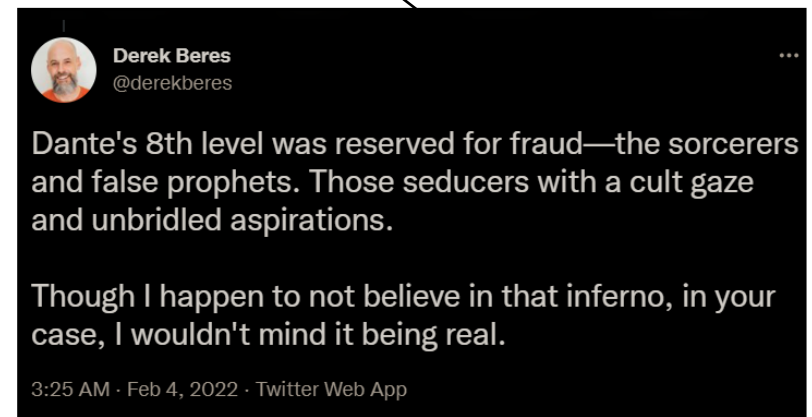 Derek Beres
@derekberes
Dante's 8th level was reserved for fraud—the sorcerers
and false prophets. Those seducers with a cult gaze
and unbridled aspirations.
Though I happen to not believe in that inferno, in your
case, I wouldn't mind it being real.
3:25 AM · Feb 4, 2022 · Twitter Web App